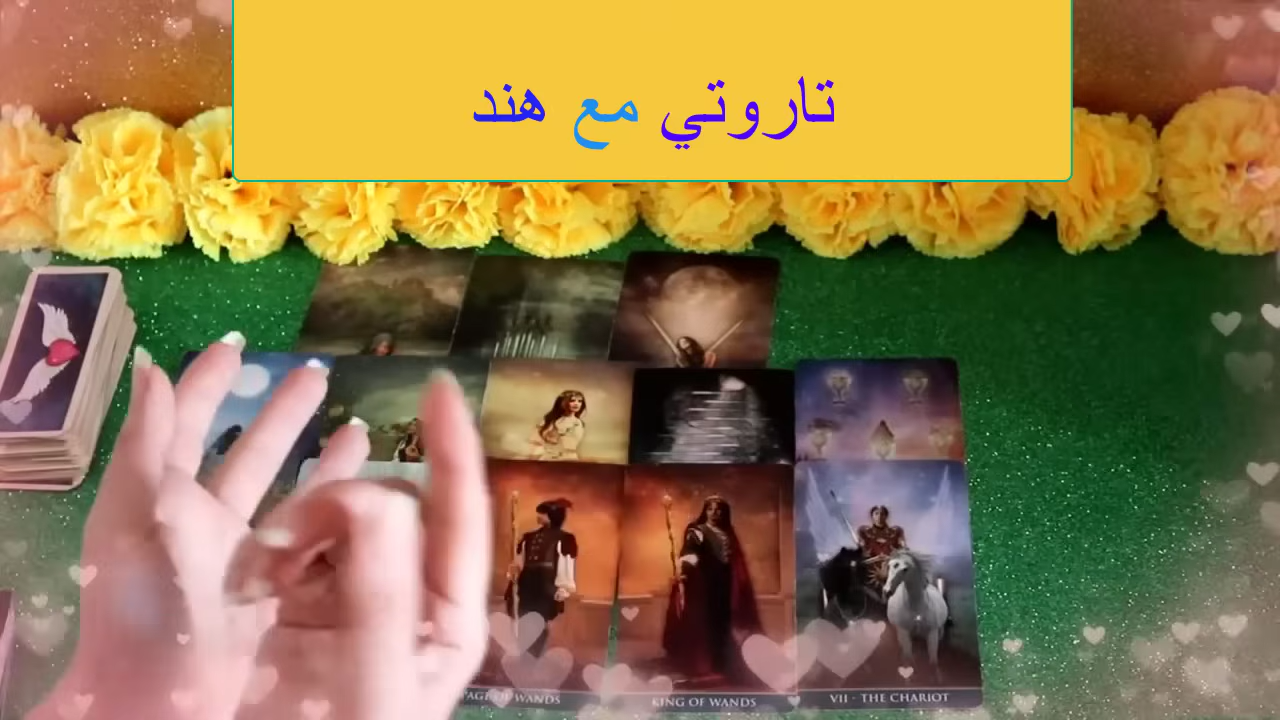 تاروتي مع هند
PAGE OF WANDS
KING OF WANDS
VII · THE CHARIOT